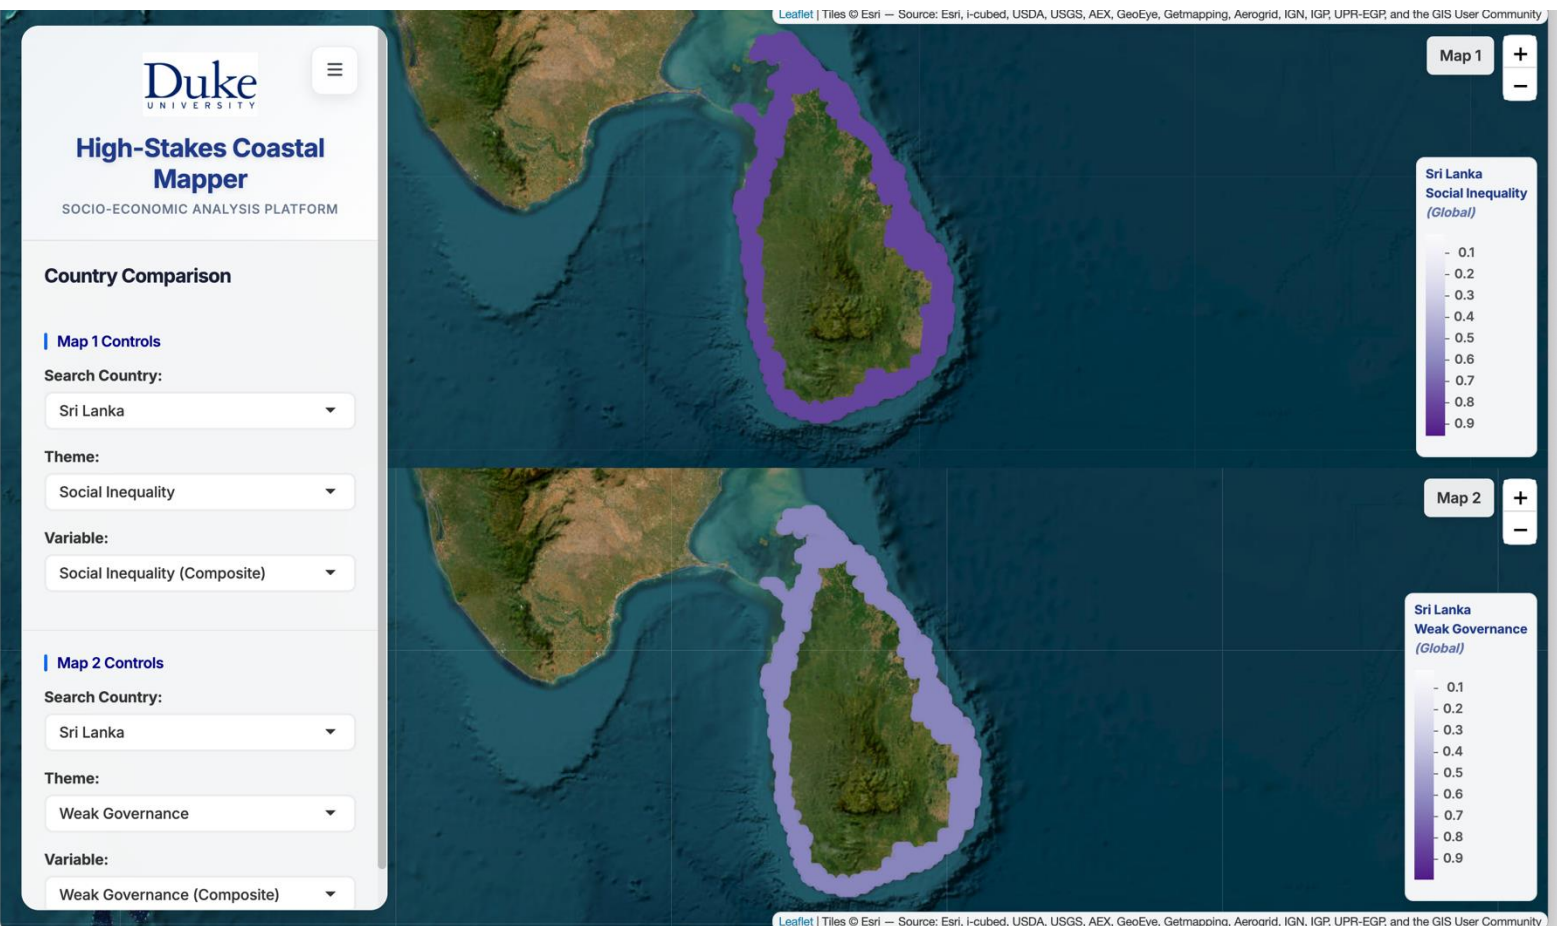 Leaflet | Tiles © Esri — Source: Esri, i-cubed, USDA, USGS, AEX, GeoEye, Getmapping, Aerogrid, IGN, IGP, UPR-EGP, and the GIS User Community
Duke
UNIVERSITY
High-Stakes Coastal
Mapper
SOCIO-ECONOMIC ANALYSIS PLATFORM
Country Comparison
Map 1 Controls
Search Country:
Sri Lanka
Theme:
Social Inequality
Variable:
Social Inequality (Composite)
Map 2 Controls
Search Country:
Sri Lanka
Theme:
Weak Governance
Variable:
Weak Governance (Composite)
Map 1
+
−
Sri Lanka
Social Inequality
(Global)
0.1
0.2
0.3
0.4
0.5
0.6
0.7
0.8
0.9
Map 2
+
−
Sri Lanka
Weak Governance
(Global)
0.1
0.2
0.3
0.4
0.5
0.6
0.7
0.8
0.9
Leaflet | Tiles © Esri — Source: Esri, i-cubed, USDA, USGS, AEX, GeoEye, Getmapping, Aerogrid, IGN, IGP, UPR-EGP, and the GIS User Community